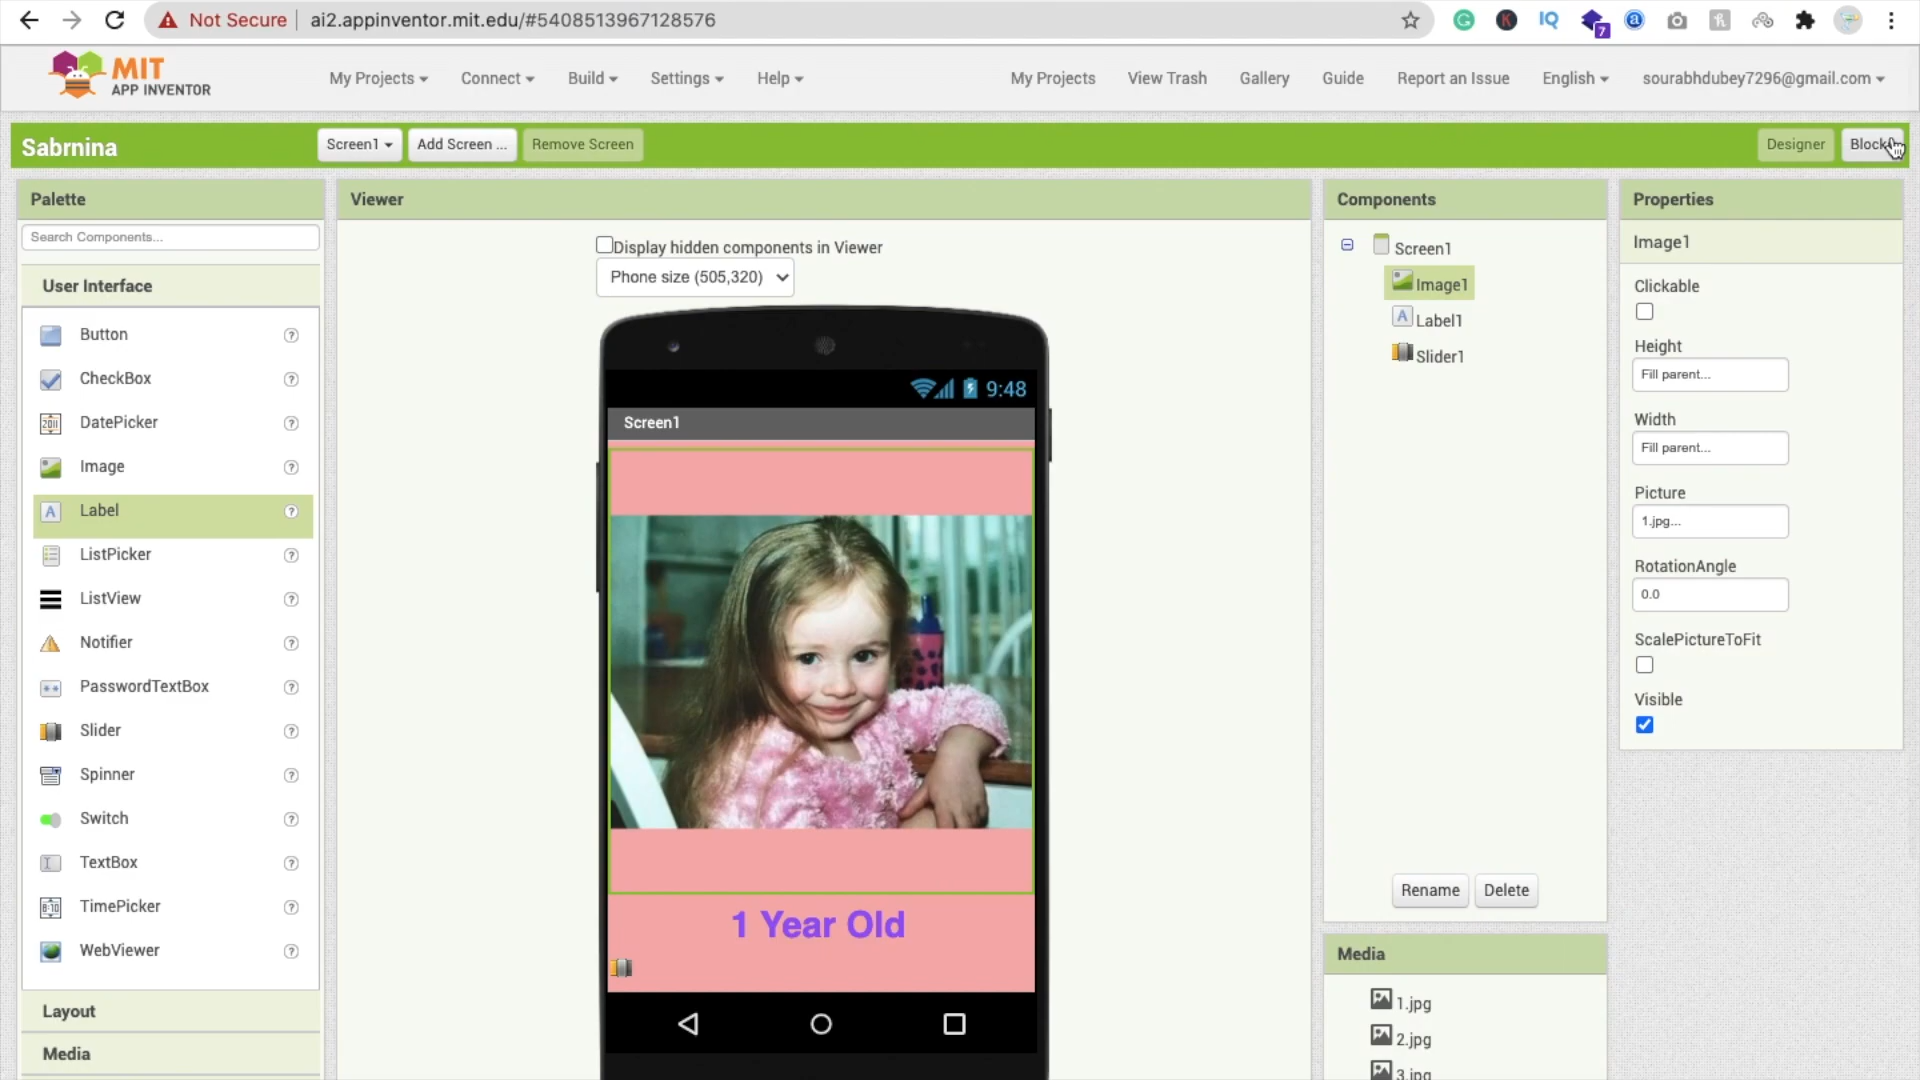 Not Secure
ai2.appinventor.mit.edu/#5408513967128576
IQ
7
MIT
APP INVENTOR
My Projects
Connect
Build
Settings
Help
My Projects
View Trash
Gallery
Guide
Report an Issue
English
sourabhdubey7296@gmail.com
Sabrnina
Screen1
Add Screen ...
Remove Screen
Designer
Palette
Viewer
Components
Properties
Search Components...
User Interface
Button
CheckBox
DatePicker
Image
Label
ListPicker
ListView
Notifier
PasswordTextBox
Slider
Spinner
Switch
TextBox
TimePicker
WebViewer
Layout
Media
Display hidden components in Viewer
Phone size (505,320)
9:48
Screen1
1 Year Old
Screen1
Image1
Label1
Slider1
Rename
Delete
Media
1.jpg
2.jpg
3.jpg
Image1
Clickable
Height
Fill parent...
Width
Fill parent...
Picture
1.jpg...
RotationAngle
0.0
ScalePictureToFit
Visible